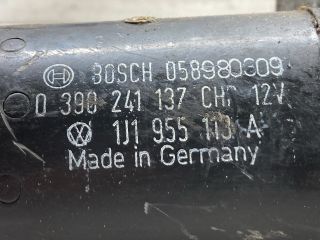 BOSCH 058980309
0 390 241 137 CHP 12V
1J1 955 113 A
Made in Germany